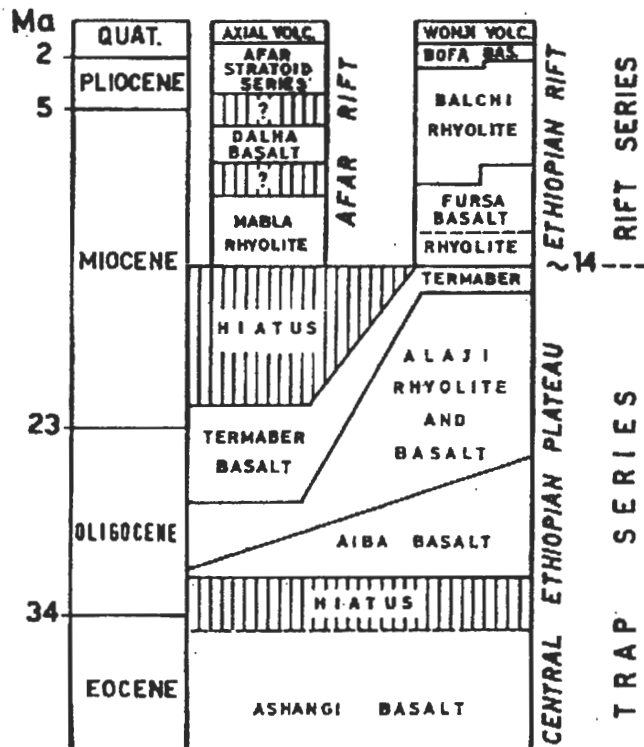 Ma
QUAT.
2
PLIOCENE
5
MIOCENE
23
OLIGOCENE
34
EOCENE
AXIAL VOLC.
AFAR
STRATOID
SERIES
?
DALHA
BASALT
?
MABLA
RHYOLITE
AFAR RIFT
WONJI VOLC.
BOFA BAS.
BALCHI
RHYOLITE
FURSA
BASALT
RHYOLITE
TERMABER
ETHIOPIAN RIFT
RIFT SERIES
~14
HIATUS
TERMABER
BASALT
ALAJI
RHYOLITE
AND
BASALT
AIBA BASALT
HIATUS
ASHANGI BASALT
CENTRAL ETHIOPIAN PLATEAU
TRAP SERIES